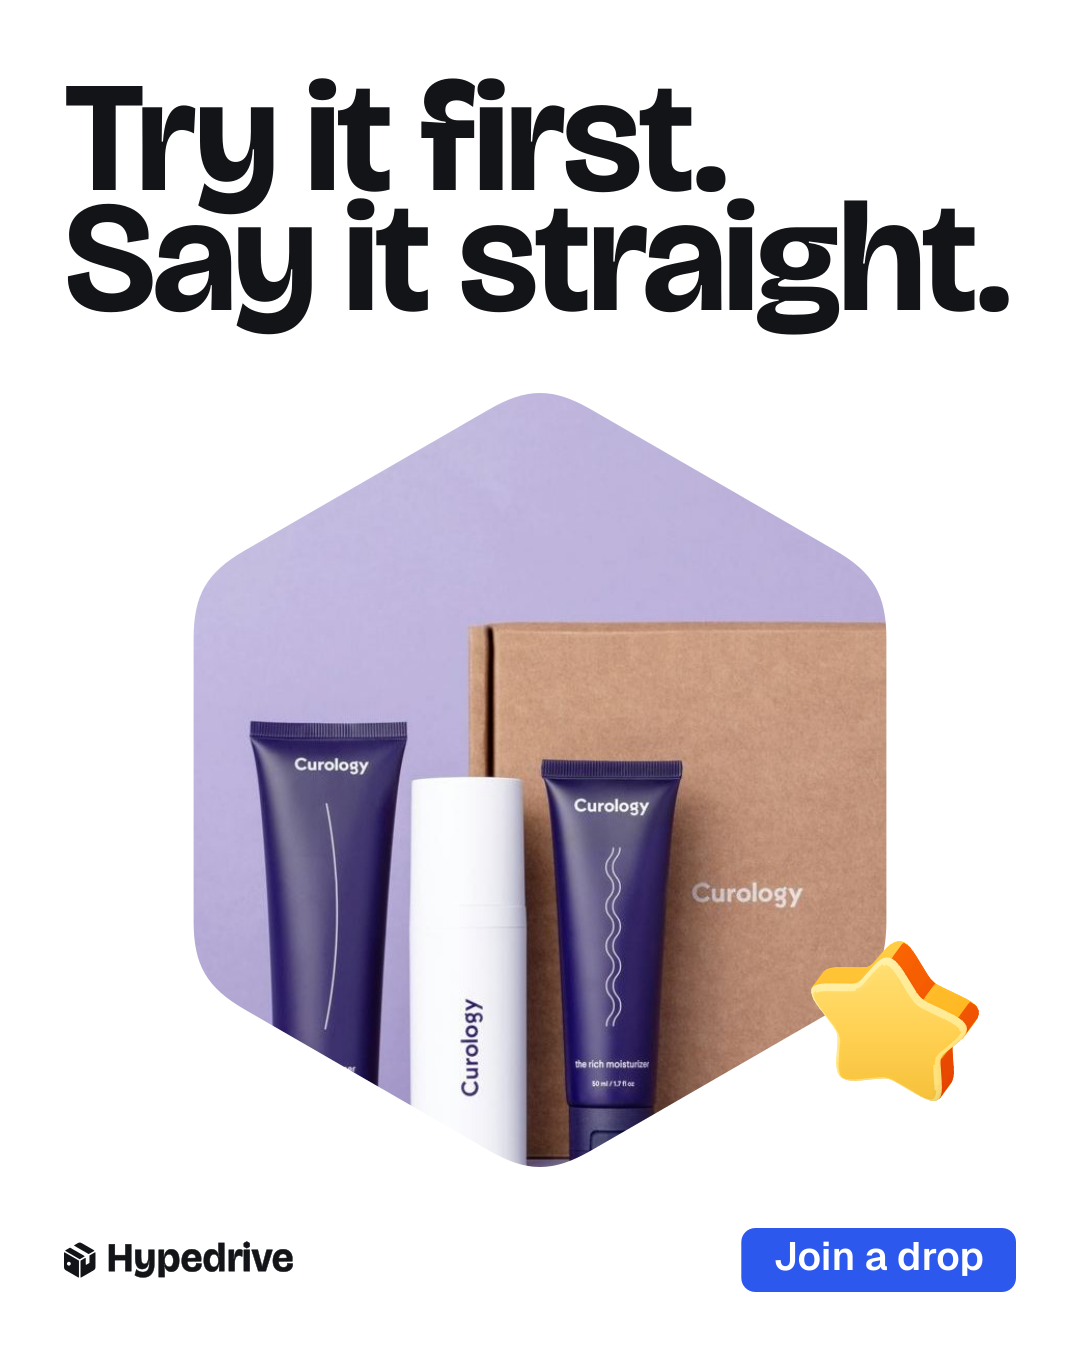 Try it first.
Say it straight.
Curology
Curology
Curology
Curology
the rich moisturizer
50 ml / 1.7 fl oz
Hypedrive
Join a drop